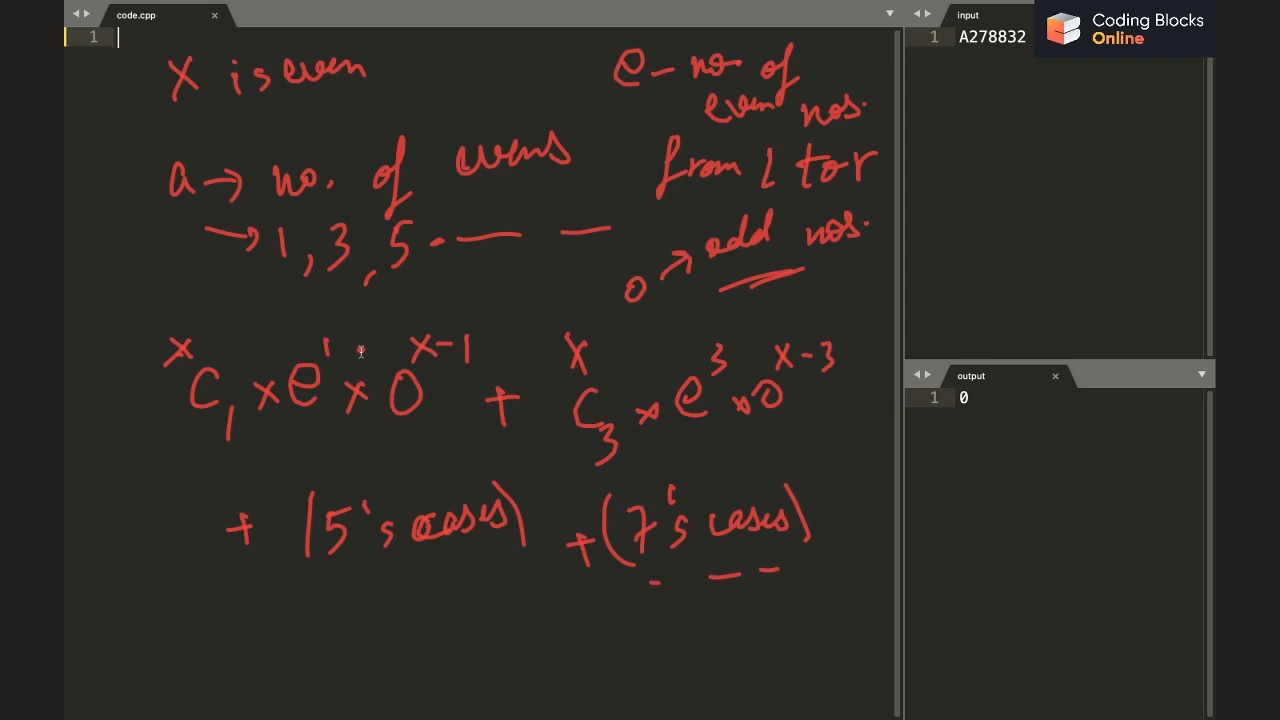 code.cpp
1
input
1 A278832
Coding Blocks
Online
X is even
e – no. of
even nos.
from l to r
a → no. of evens
→ 1, 3, 5 . — —
o → odd nos.
ˣC₁ × e¹ × O ˣ⁻¹ + ˣC₃ × e³ × o ˣ⁻³
+ (5's cases) + (7's cases)
output
1 0